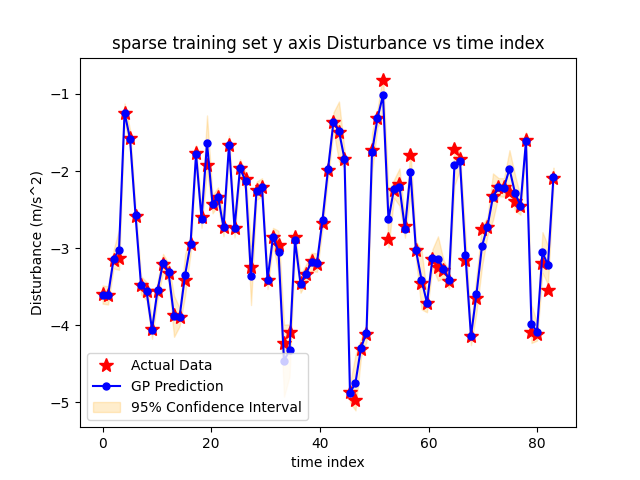 sparse training set y axis Disturbance vs time index
Disturbance (m/s^2)
−1
−2
−3
−4
−5
Actual Data
GP Prediction
95% Confidence Interval
0 20 40 60 80
time index